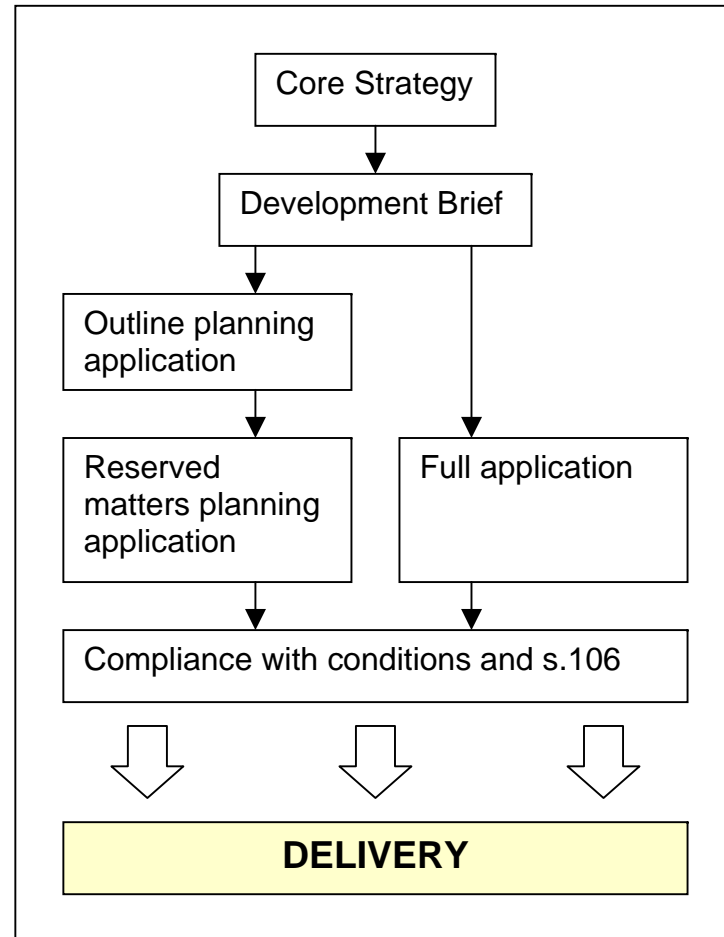 Core Strategy
Development Brief
Outline planning
application
Reserved
matters planning
application
Full application
Compliance with conditions and s.106
DELIVERY